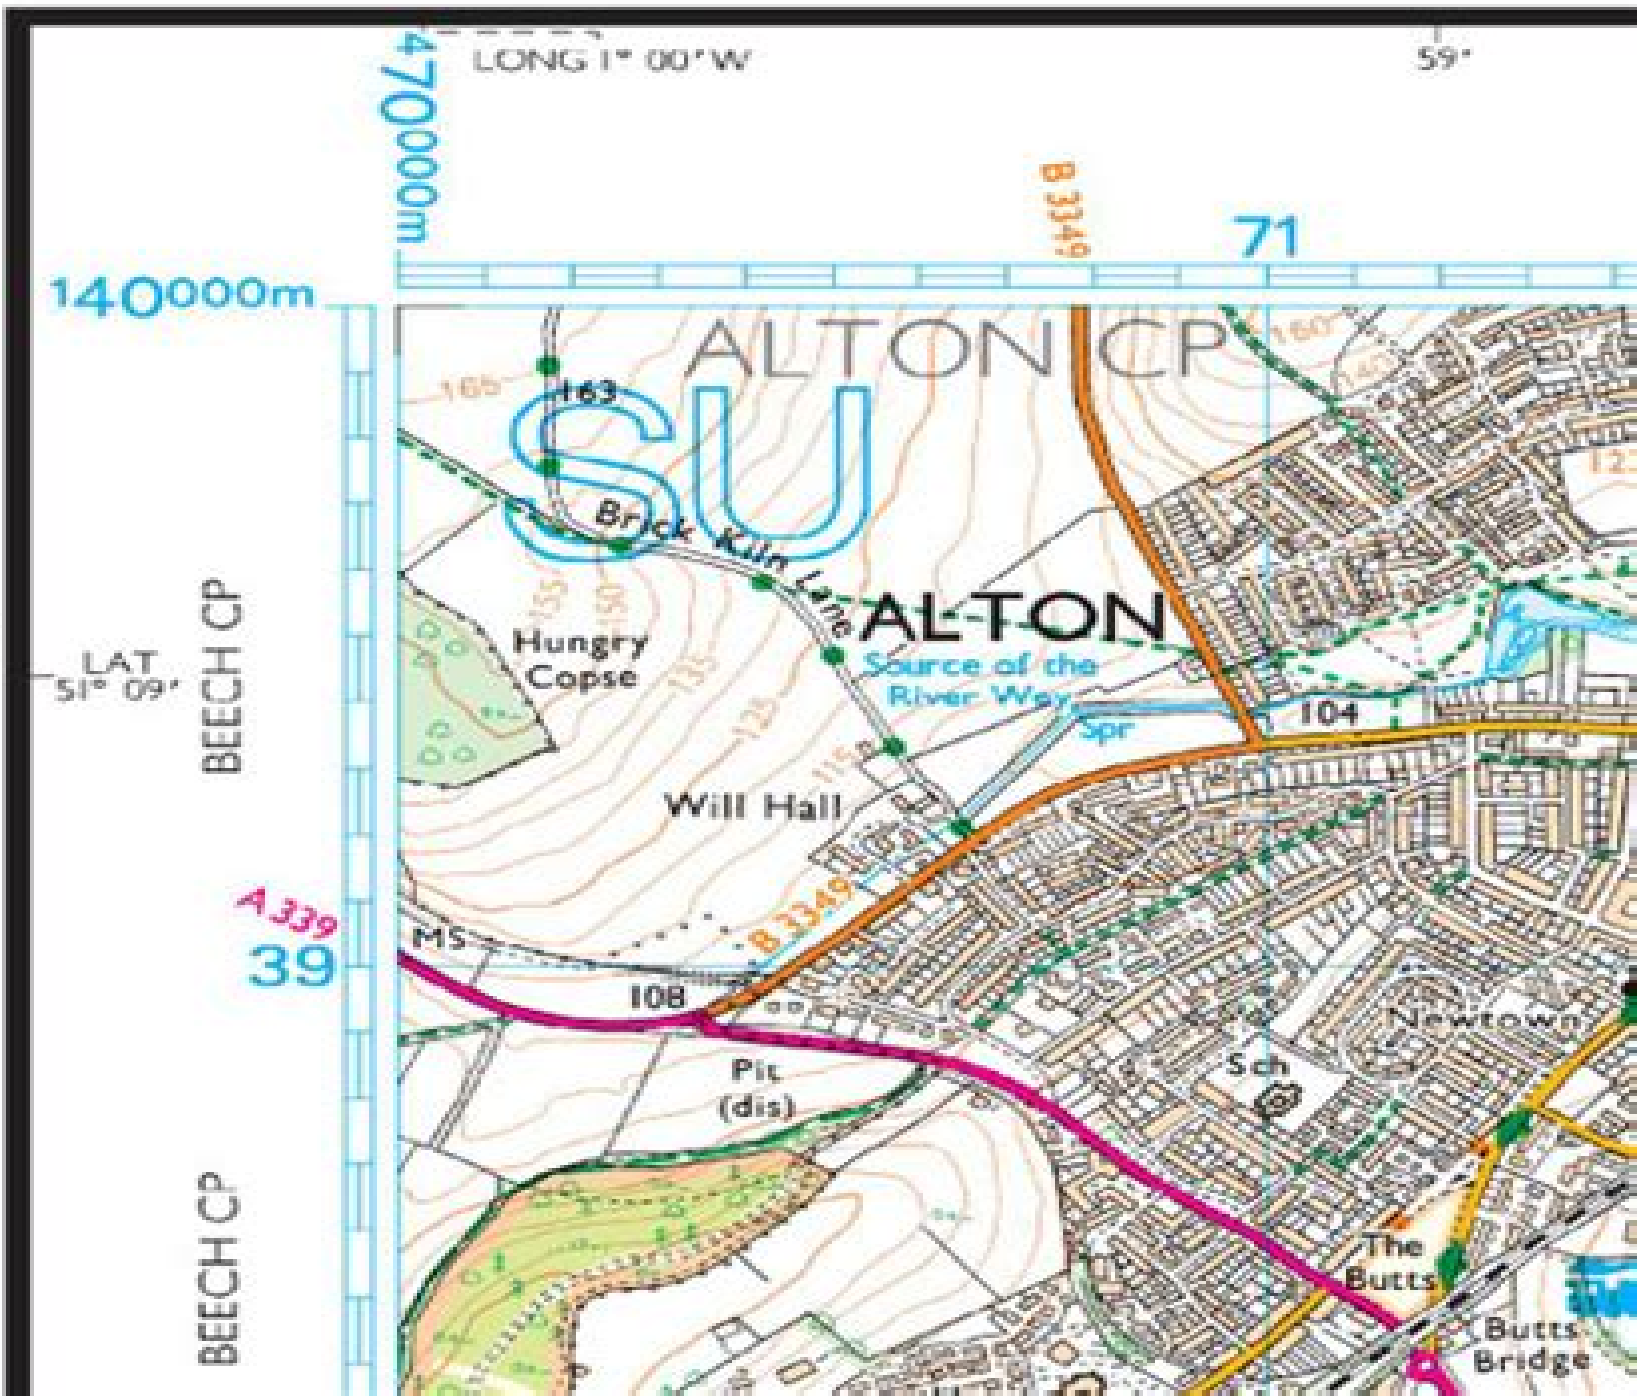 470000m
LONG 1° 00' W
59'
B 3349
71
140000m
ALTON CP
160
140
165
163
SU
123
Brick Kiln Lane
155
150
BEECH CP
ALTON
Hungry
Copse
135
Source of the
River Wey
LAT
51° 09'
104
Spr
125
115
Will Hall
A 339
B 3349
MS
39
108
Newtown
Pit
(dis)
Sch
BEECH CP
The
Butts
Butts
Bridge